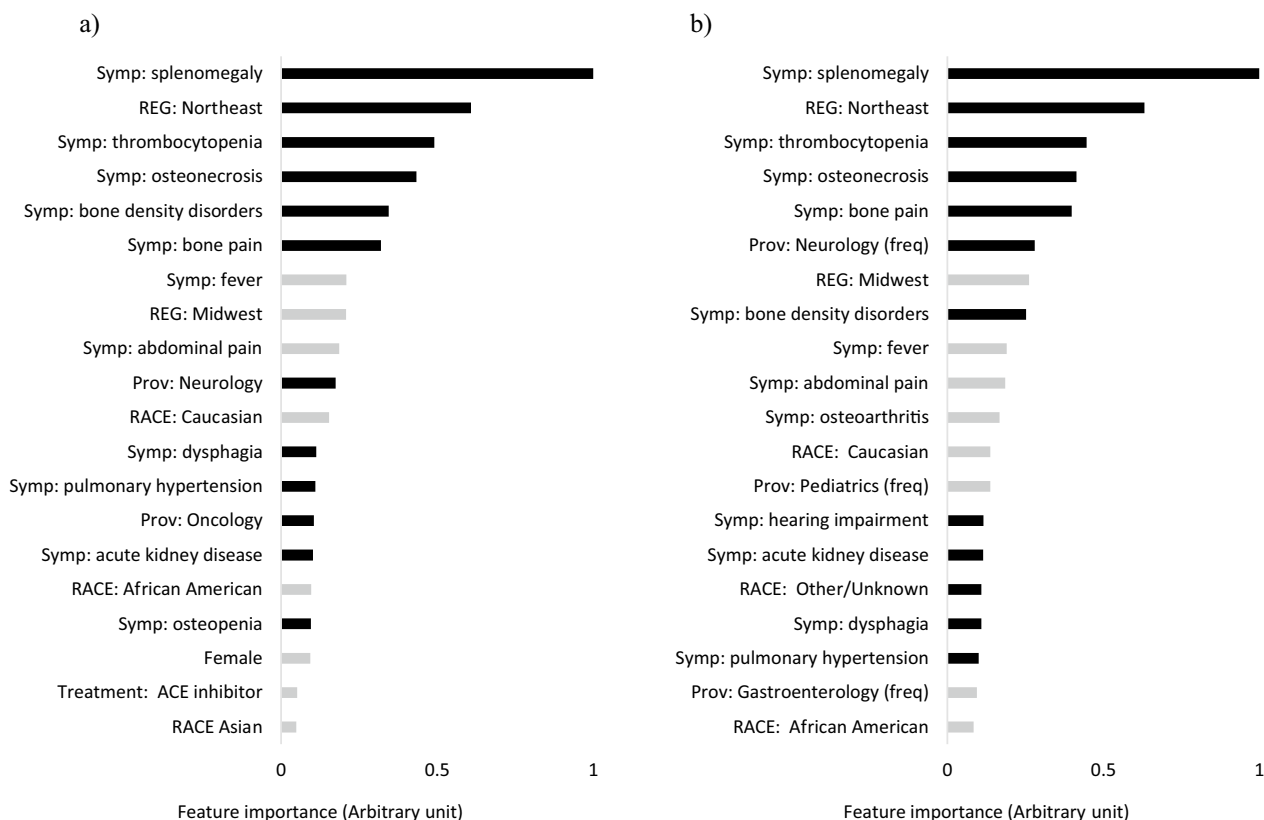 a)
Symp: splenomegaly
REG: Northeast
Symp: thrombocytopenia
Symp: osteonecrosis
Symp: bone density disorders
Symp: bone pain
Symp: fever
REG: Midwest
Symp: abdominal pain
Prov: Neurology
RACE: Caucasian
Symp: dysphagia
Symp: pulmonary hypertension
Prov: Oncology
Symp: acute kidney disease
RACE: African American
Symp: osteopenia
Female
Treatment:  ACE inhibitor
RACE Asian
0 0.5 1
Feature importance (Arbitrary unit)
b)
Symp: splenomegaly
REG: Northeast
Symp: thrombocytopenia
Symp: osteonecrosis
Symp: bone pain
Prov: Neurology (freq)
REG: Midwest
Symp: bone density disorders
Symp: fever
Symp: abdominal pain
Symp: osteoarthritis
RACE:  Caucasian
Prov: Pediatrics (freq)
Symp: hearing impairment
Symp: acute kidney disease
RACE:  Other/Unknown
Symp: dysphagia
Symp: pulmonary hypertension
Prov: Gastroenterology (freq)
RACE:  African American
0 0.5 1
Feature importance (Arbitrary unit)